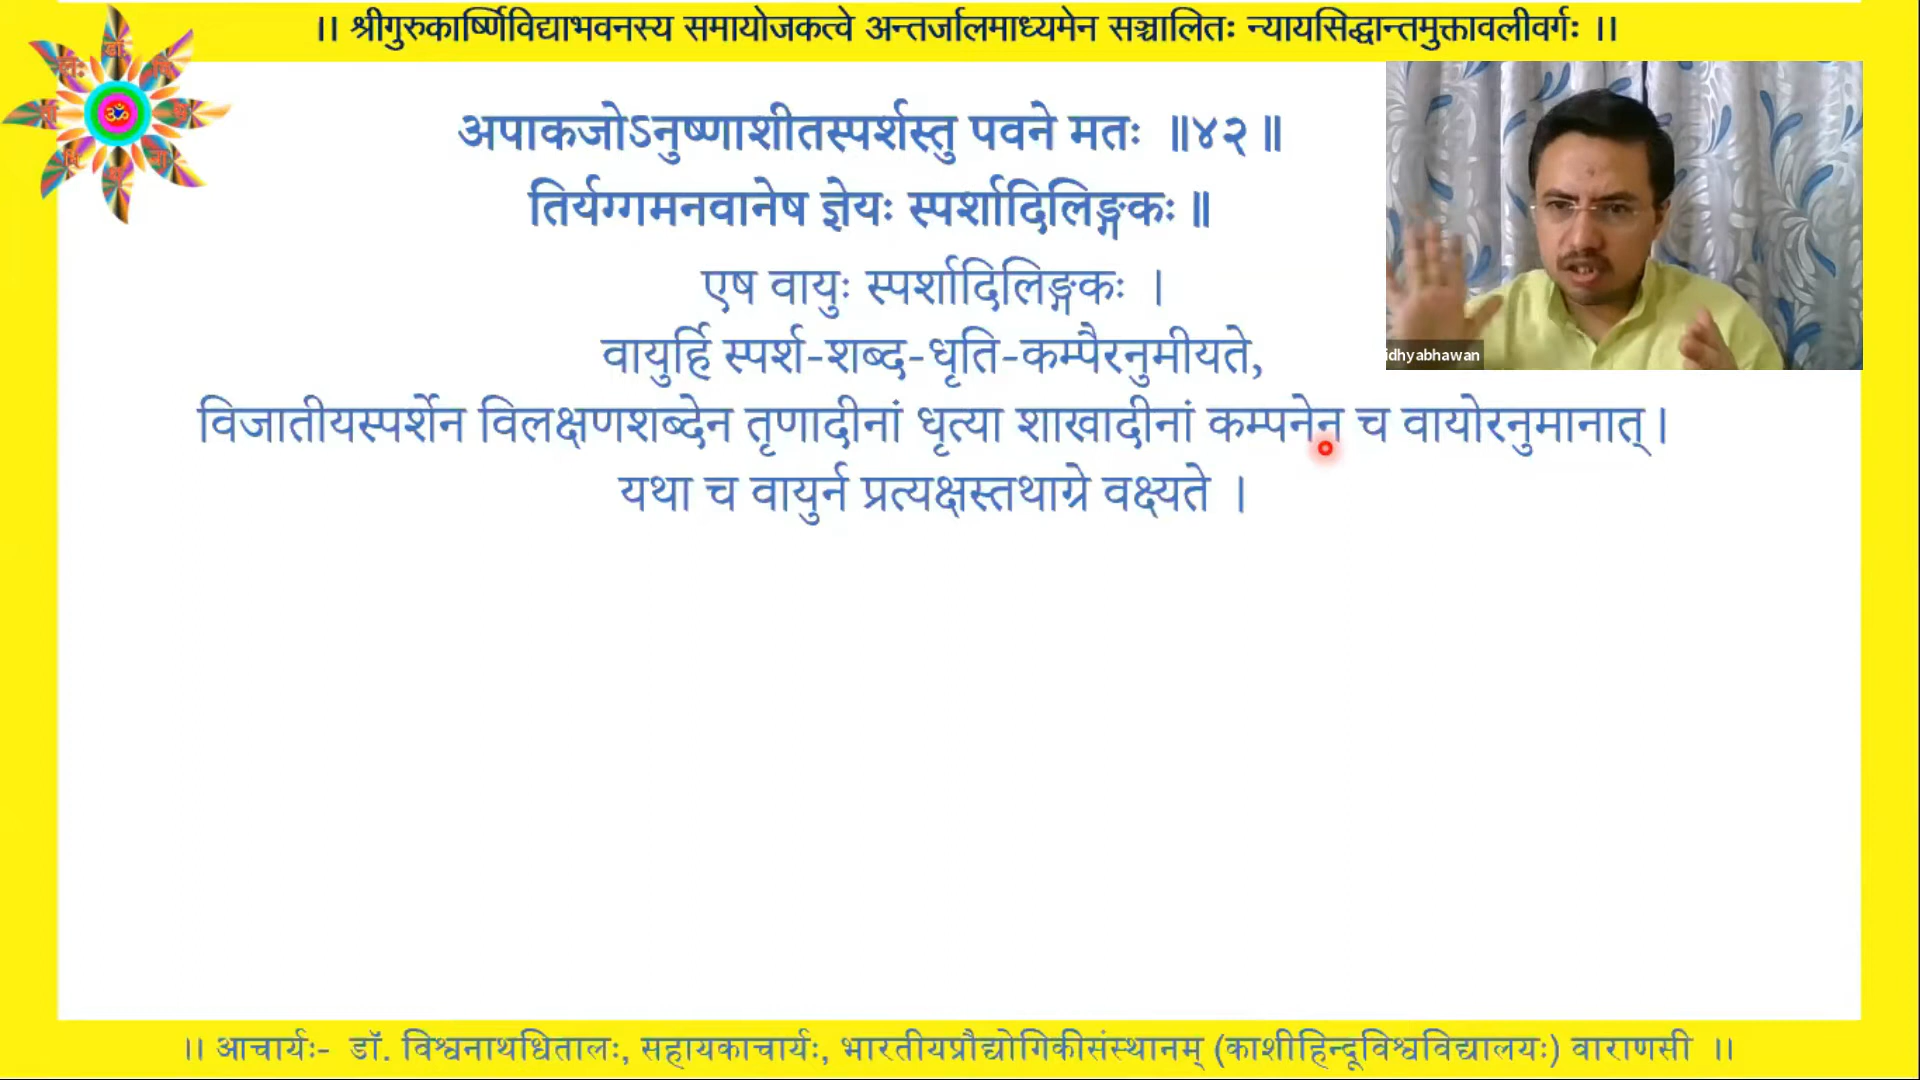 ।। श्रीगुरुकार्ष्णिविद्याभवनस्य समायोजकत्वे अन्तर्जालमाध्यमेन सञ्चालितः न्यायसिद्धान्तमुक्तावलीवर्गः ।।
अपाकजोऽनुष्णाशीतस्पर्शस्तु पवने मतः ॥४२॥
तिर्यग्गमनवानेष ज्ञेयः स्पर्शादिलिङ्गकः ॥
एष वायुः स्पर्शादिलिङ्गकः ।
वायुर्हि स्पर्श-शब्द-धृति-कम्पैरनुमीयते,
विजातीयस्पर्शेन विलक्षणशब्देन तृणादीनां धृत्या शाखादीनां कम्पनेन च वायोरनुमानात्।
यथा च वायुर्न प्रत्यक्षस्तथाग्रे वक्ष्यते ।
idhyabhawan
ॐ
।। आचार्यः- डॉ. विश्वनाथधितालः, सहायकाचार्यः, भारतीयप्रौद्योगिकीसंस्थानम् (काशीहिन्दूविश्वविद्यालयः) वाराणसी ।।